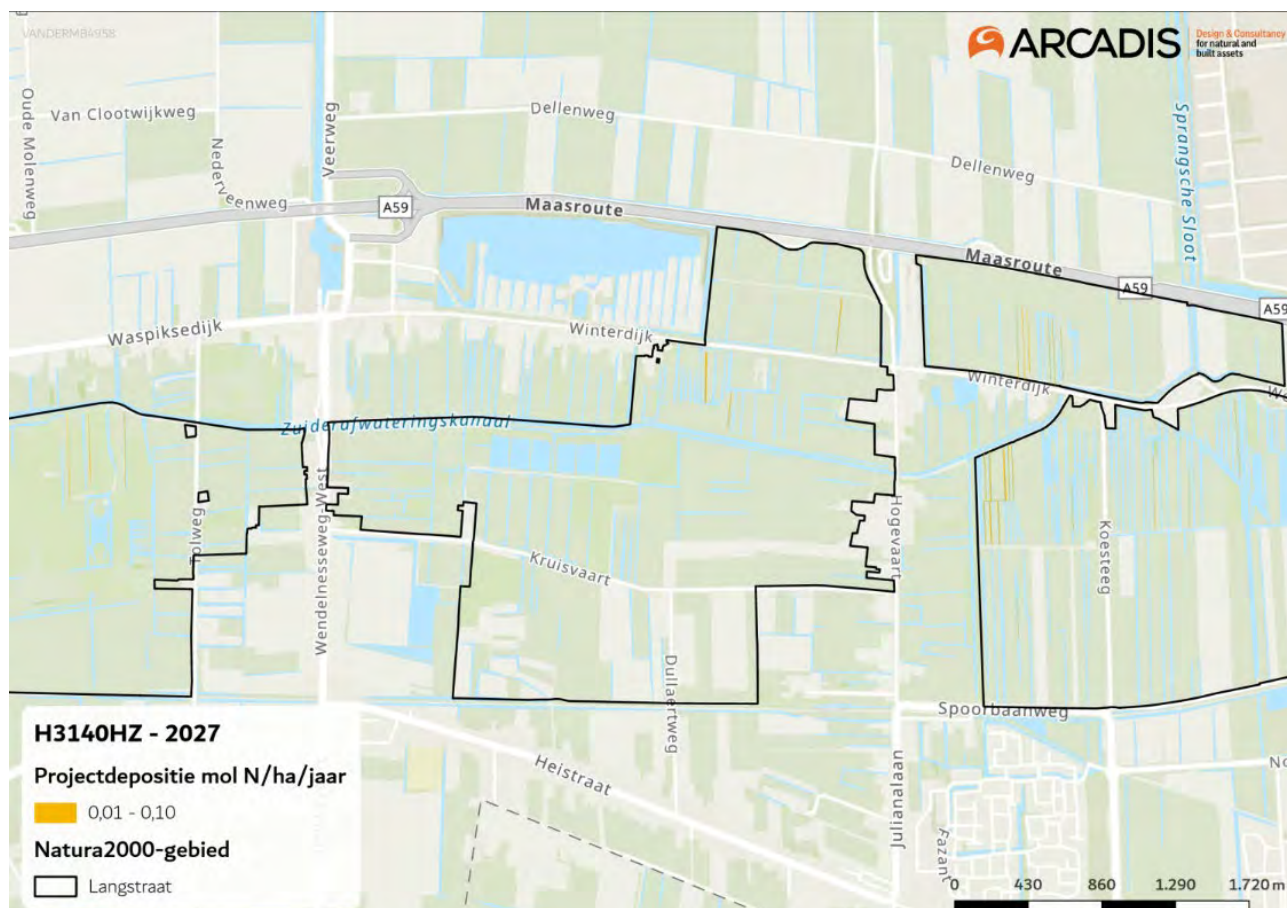 VANDERMB4958
ARCADIS
Design & Consultancy
for natural and
built assets
Oude Molenweg
Van Clootwijkweg
Nederveenweg
Veerweg
Dellenweg
Dellenweg
Sprangsche Sloot
A59
Maasroute
Maasroute
A59
A59
Waspiksedijk
Winterdijk
Winterdijk
We
Zuiderafwateringskanaal
Tolweg
Wendelnesseweg-West
Kruisvaart
Hogevaart
Koesteeg
Dullaertweg
Spoorbaanweg
Heistraat
Julianalaan
Fazant
No
H3140HZ - 2027
Projectdepositie mol N/ha/jaar
0,01 - 0,10
Natura2000-gebied
Langstraat
0 430 860 1.290 1.720 m